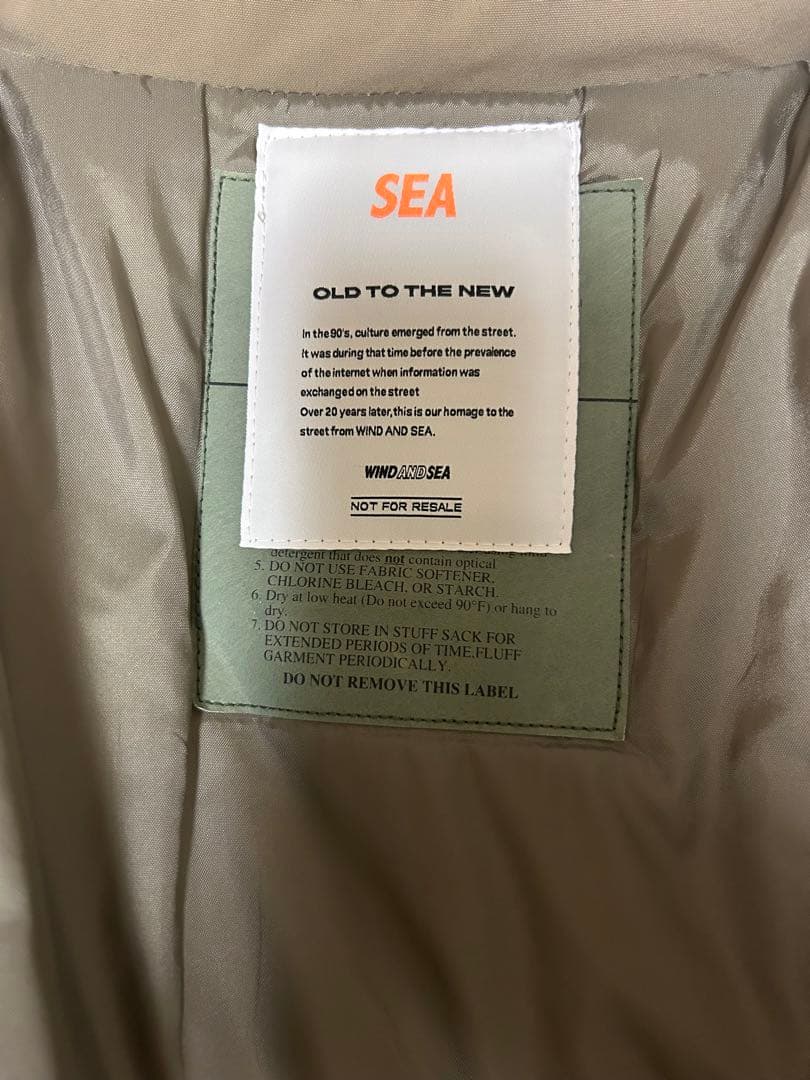 SEA
OLD TO THE NEW
In the 90's, culture emerged from the street.
It was during that time before the prevalence
of the internet when information was
exchanged on the street
Over 20 years later, this is our homage to the
street from WIND AND SEA.
WINDANDSEA
NOT FOR RESALE
detergent that does not contain optical
5. DO NOT USE FABRIC SOFTENER,
CHLORINE BLEACH, OR STARCH.
6. Dry at low heat (Do not exceed 90°F) or hang to
dry.
7. DO NOT STORE IN STUFF SACK FOR
EXTENDED PERIODS OF TIME.FLUFF
GARMENT PERIODICALLY.
DO NOT REMOVE THIS LABEL